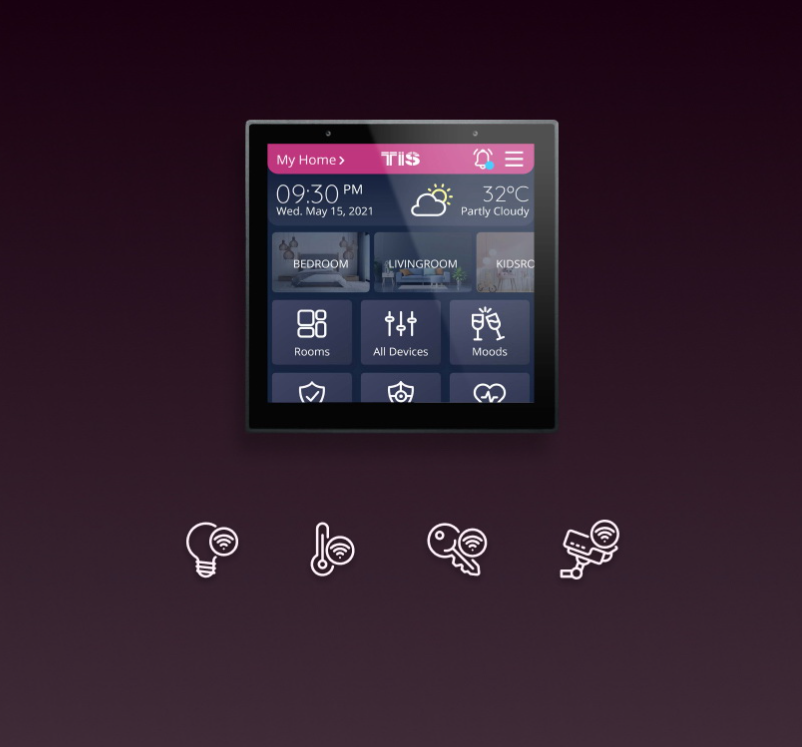 My Home
TIS
09:30 PM
Wed. May 15, 2021
32°C
Partly Cloudy
BEDROOM
LIVINGROOM
KIDSRO
Rooms
All Devices
Moods